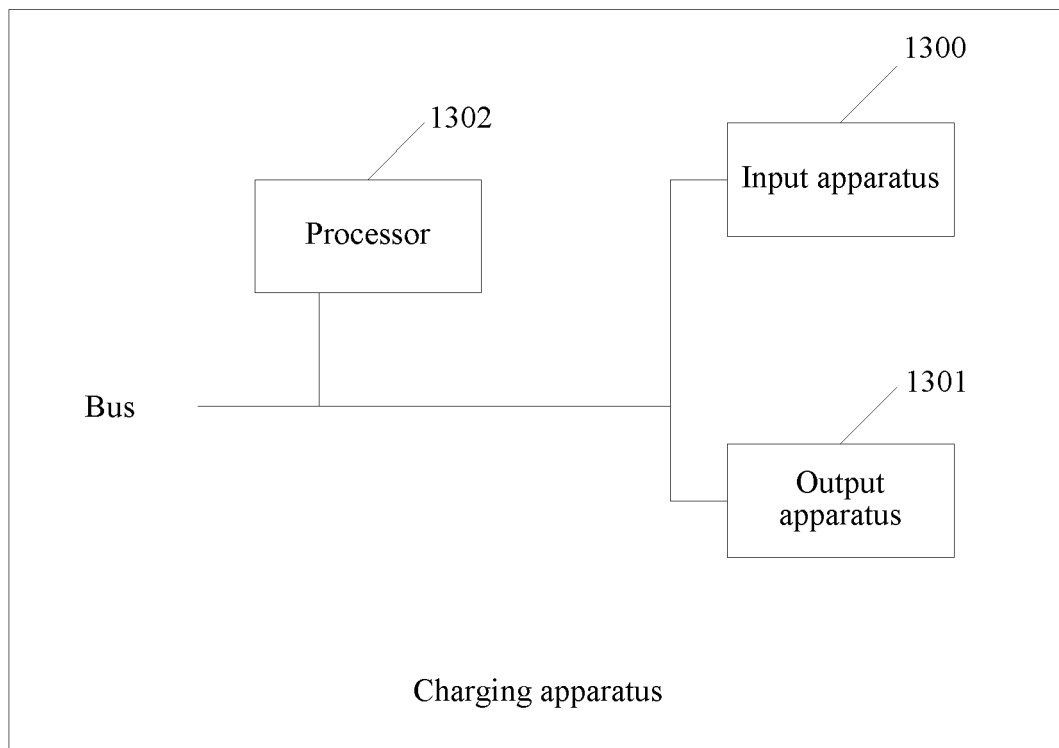 1300
1302
Input apparatus
Processor
1301
Bus
Output
apparatus
Charging apparatus